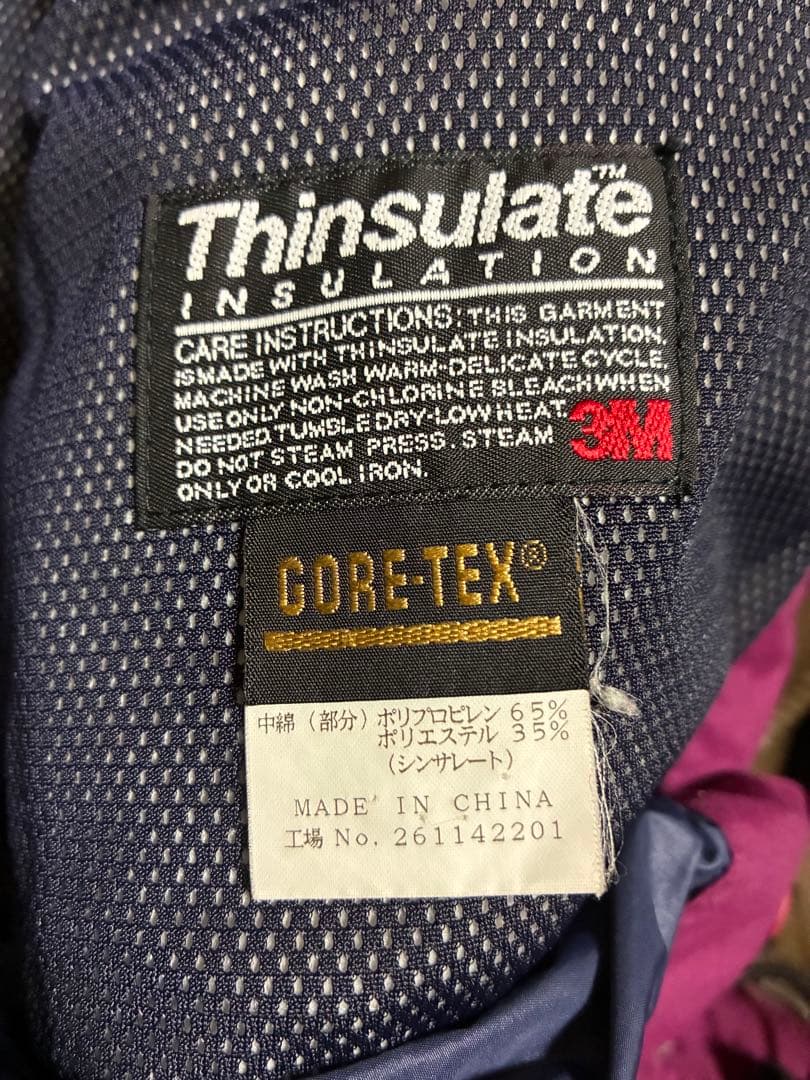 Thinsulate™
INSULATION
CARE INSTRUCTIONS: THIS GARMENT
IS MADE WITH THINSULATE INSULATION.
MACHINE WASH WARM-DELICATE CYCLE.
USE ONLY NON-CHLORINE BLEACH WHEN
NEEDED. TUMBLE DRY-LOW HEAT.
DO NOT STEAM PRESS. STEAM
ONLY OR COOL IRON.
3M
GORE-TEX®
中綿（部分）ポリプロピレン 65%
ポリエステル 35%
（シンサレート）
MADE IN CHINA
工場 No. 261142201